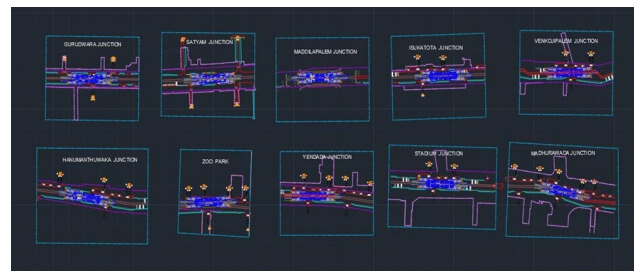 GURUDWARA JUNCTION
SATYAM JUNCTION
MADDILAPALEM JUNCTION
ISUKATOTA JUNCTION
VENKOJIPALEM JUNCTION
HANUMANTHUWAKA JUNCTION
ZOO PARK
YENDADA JUNCTION
STADIUM JUNCTION
MADHURAWADA JUNCTION